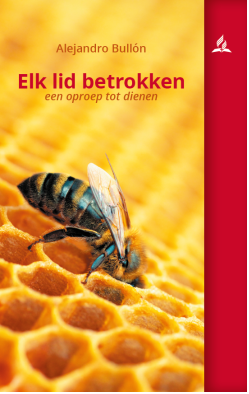 Alejandro Bullón
Elk lid betrokken
een oproep tot dienen